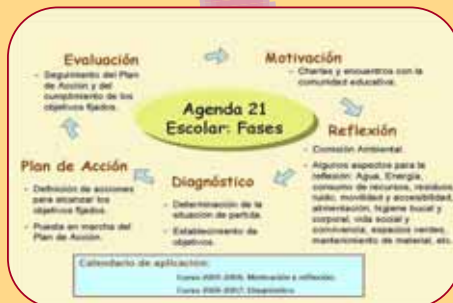 Evaluación
- Seguimiento del Plan
de Acción y del
cumplimiento de los
objetivos fijados.
Motivación
- Charlas y encuentros con la
comunidad educativa.
Agenda 21
Escolar: Fases
Reflexión
- Comisión Ambiental.
- Algunos aspectos para la
reflexión: Agua, Energía,
consumo de recursos, residuos,
ruido, movilidad y accesibilidad,
alimentación, higiene bucal y
corporal, vida social y
convivencia, espacios verdes,
mantenimiento de material, etc.
Plan de Acción
- Definición de acciones
para alcanzar los
objetivos fijados.
- Puesta en marcha del
Plan de Acción.
Diagnóstico
- Determinación de la
situación de partida.
- Establecimiento de
objetivos.
Calendario de aplicación:
Curso Motivación y reflexión.
Curso Diagnóstico